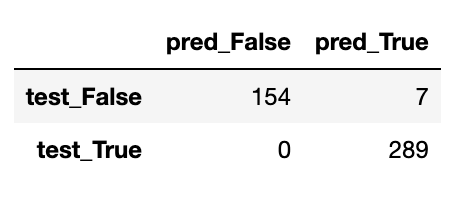 pred_False pred_True
test_False 154 7
test_True 0 289